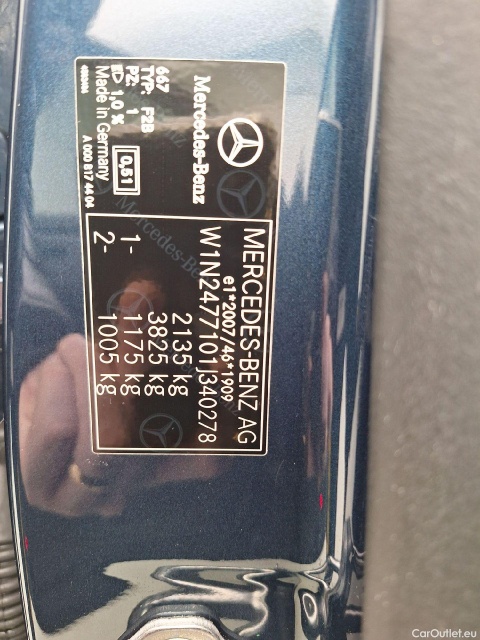 Mercedes-Benz
667
TYP: F2B
PZ: 1
1,0 %
0,51
Made in Germany
A 000 817 44 04
MERCEDES-BENZ AG
e1*2007/46*1909
W1N2477101J340278
2135 kg
3825 kg
1- 1175 kg
2- 1005 kg
CarOutlet.eu